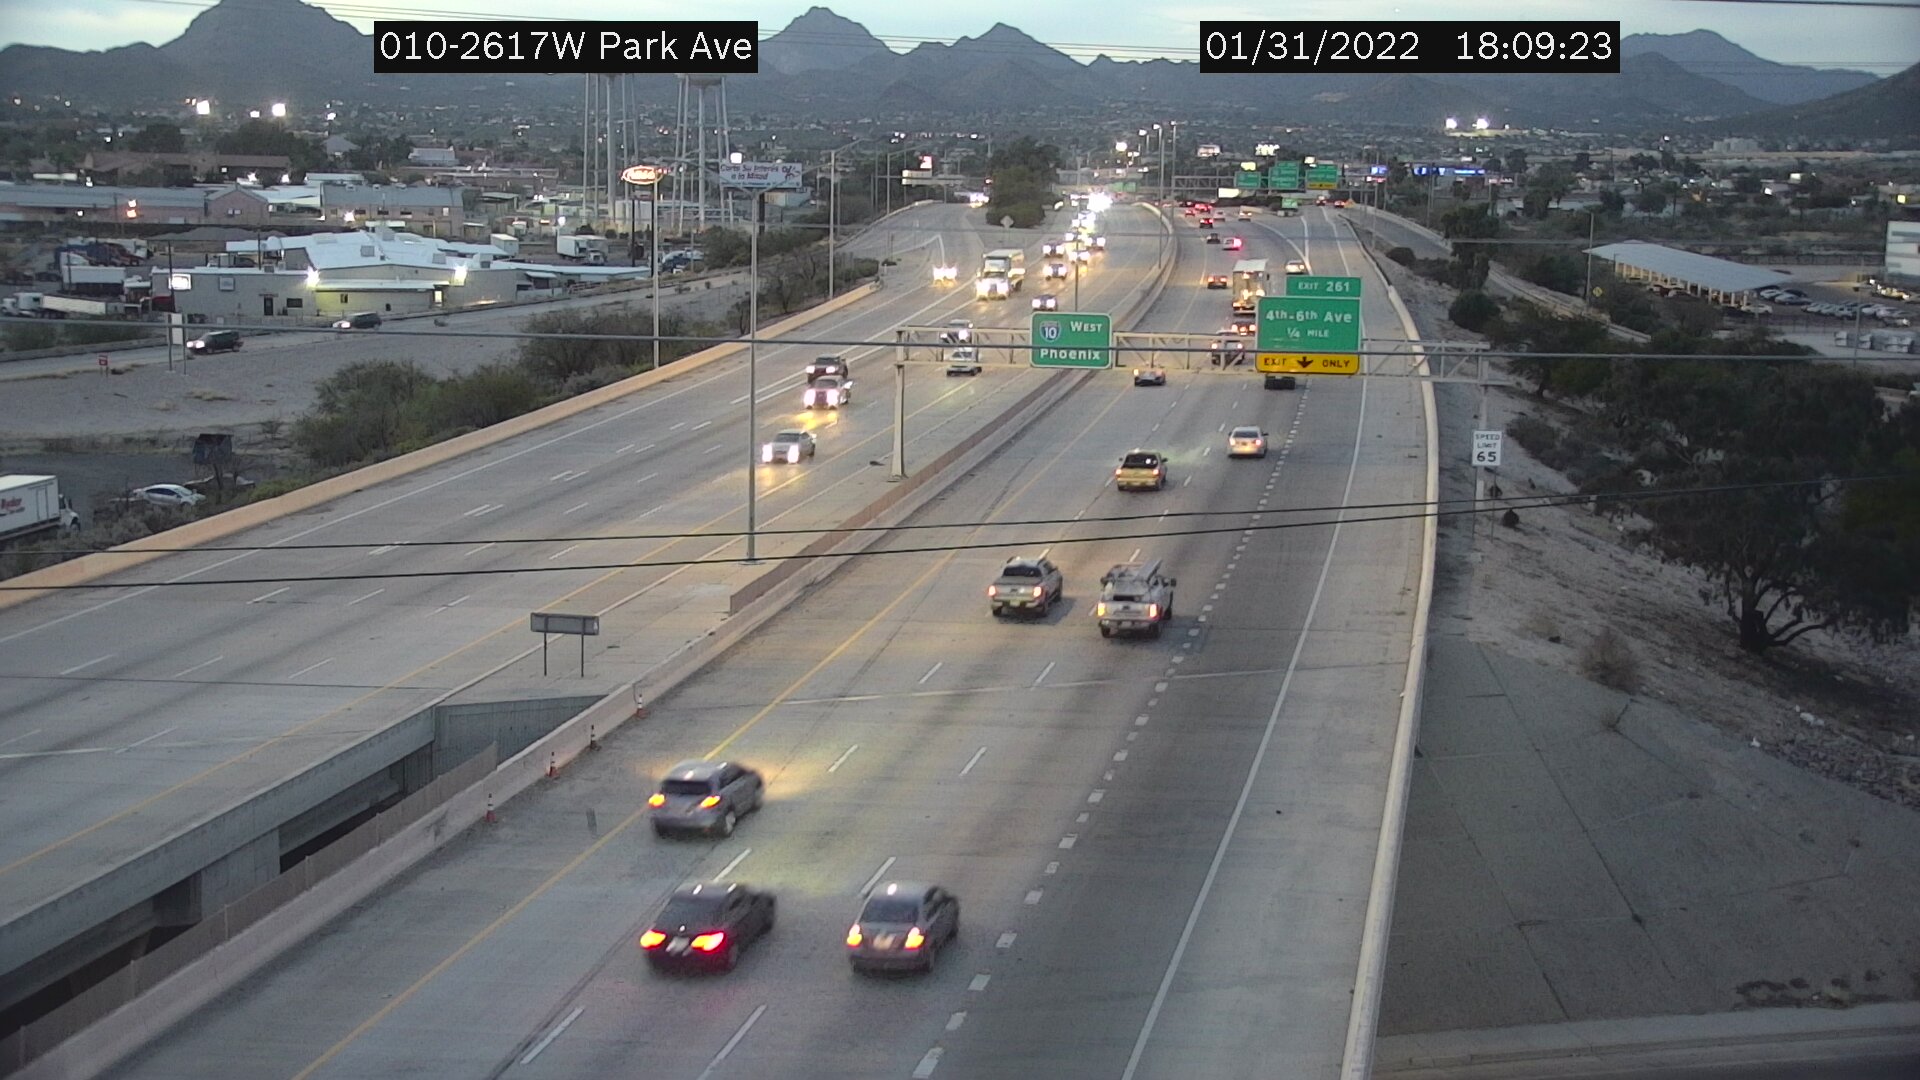 010-2617W Park Ave
01/31/2022 18:09:23
EXIT 261
4th-6th Ave
1/4 MILE
EXIT ONLY
10 WEST
Phoenix
SPEED
LIMIT
65